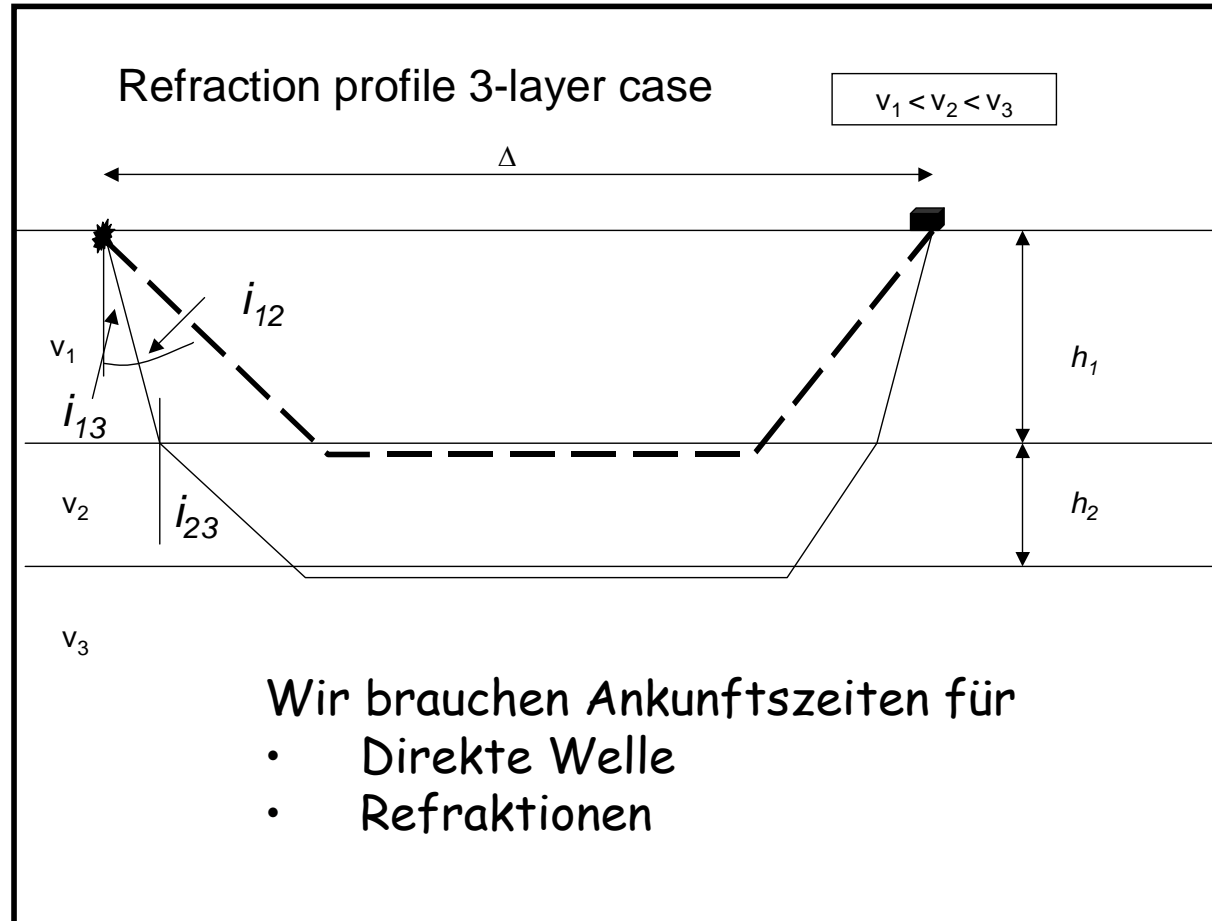 Refraction profile 3-layer case
v₁ < v₂ < v₃
Δ
i₁₂
v₁
h₁
i₁₃
v₂
i₂₃
h₂
v₃
Wir brauchen Ankunftszeiten für
• Direkte Welle
• Refraktionen